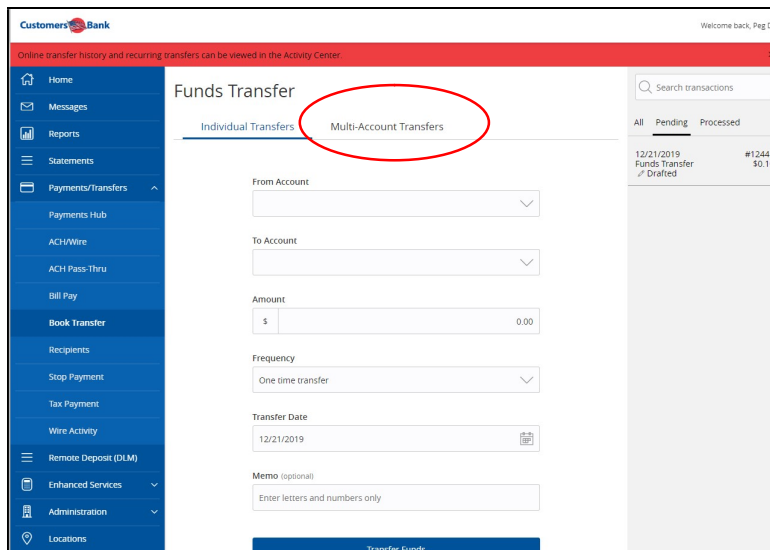 Customers Bank
Welcome back, Peg
Online transfer history and recurring transfers can be viewed in the Activity Center.
Home
Messages
Reports
Statements
Payments/Transfers
Payments Hub
ACH/Wire
ACH Pass-Thru
Bill Pay
Book Transfer
Recipients
Stop Payment
Tax Payment
Wire Activity
Remote Deposit (DLM)
Enhanced Services
Administration
Locations
Funds Transfer
Individual Transfers Multi-Account Transfers
From Account
To Account
Amount
$ 0.00
Frequency
One time transfer
Transfer Date
12/21/2019
Memo (optional)
Enter letters and numbers only
Transfer Funds
Search transactions
All Pending Processed
12/21/2019 #1244
Funds Transfer $0.1
Drafted